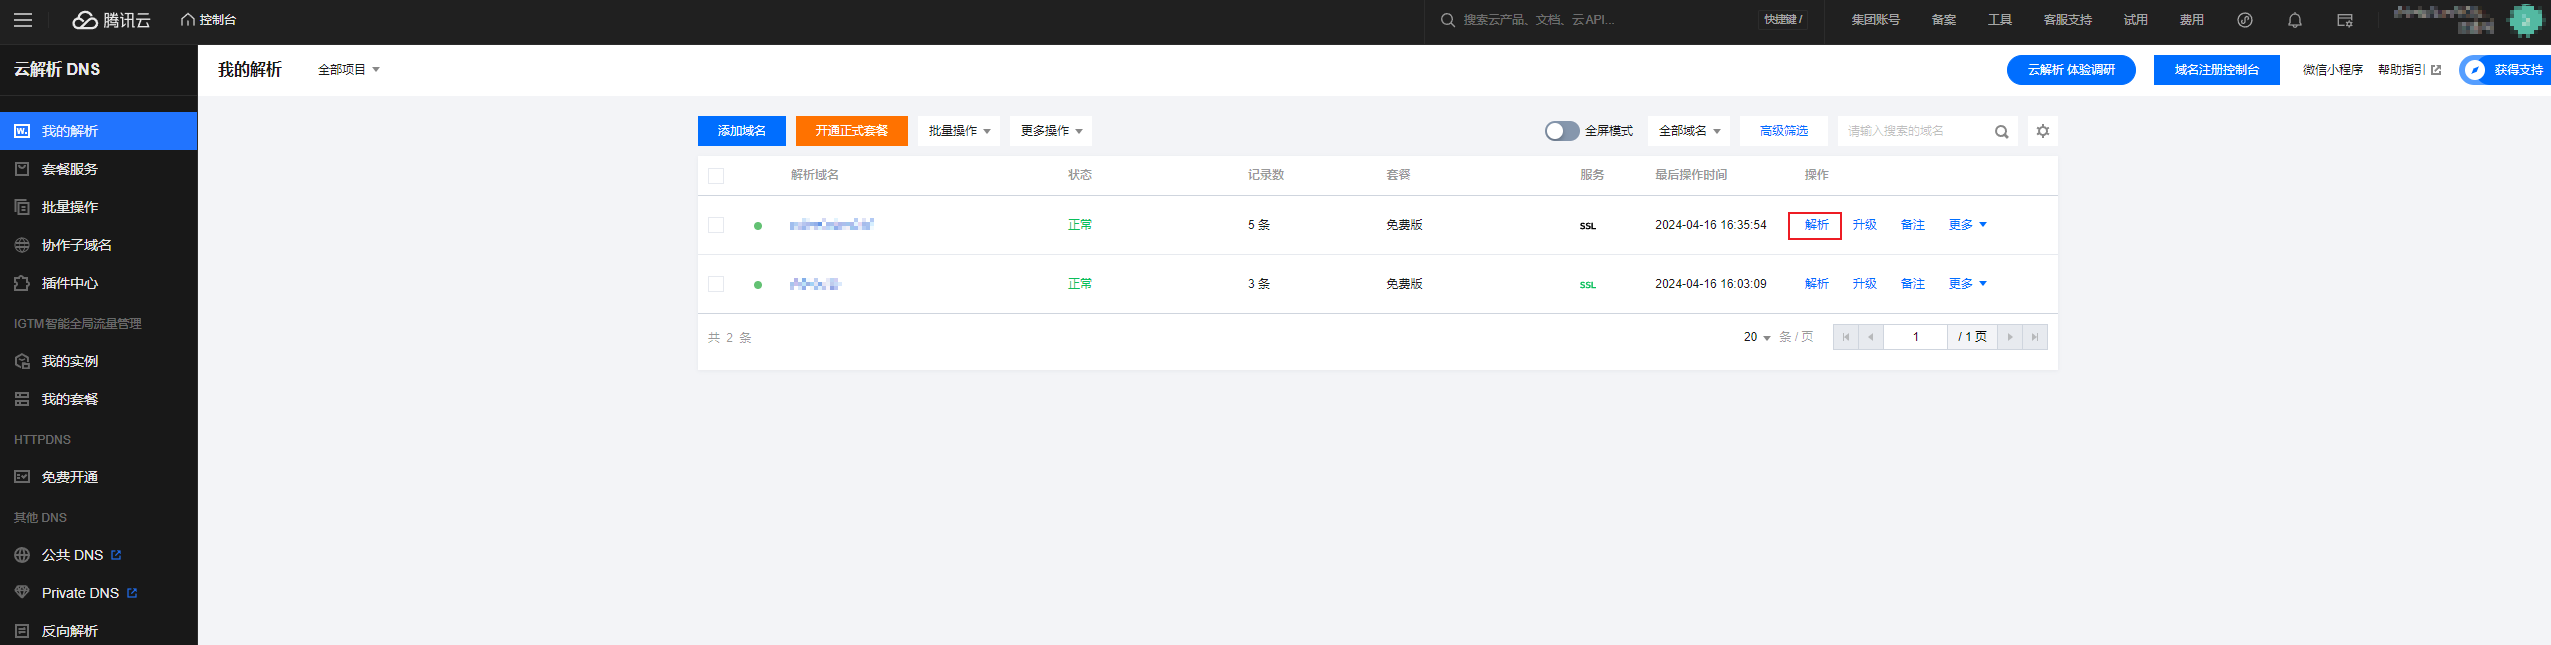 腾讯云 控制台 搜索云产品、文档、云 API... 快捷键 / 集团账号 备案 工具 客服支持 试用 费用
云解析 DNS 我的解析 全部项目 云解析 体验调研 域名注册控制台 微信小程序 帮助指引 获得支持
我的解析 添加域名 开通正式套餐 批量操作 更多操作 全屏模式 全部域名 高级筛选 请输入搜索的域名
套餐服务 解析域名 状态 记录数 套餐 服务 最后操作时间 操作
批量操作 正常 5 条 免费版 SSL 2024-04-16 16:35:54 解析 升级 备注 更多
协作子域名
插件中心 正常 3 条 免费版 SSL 2024-04-16 16:03:09 解析 升级 备注 更多
IGTM 智能全局流量管理 共 2 条 20 条 / 页 1 / 1 页
我的实例
我的套餐
HTTPDNS
免费开通
其他 DNS
公共 DNS
Private DNS
反向解析